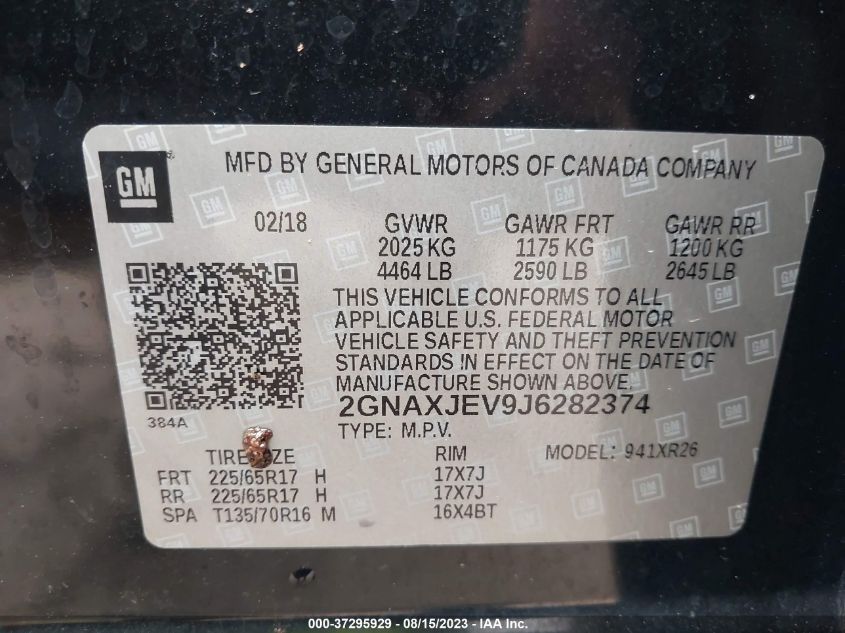 GM
MFD BY GENERAL MOTORS OF CANADA COMPANY
02/18 GVWR GAWR FRT GAWR RR
2025 KG 1175 KG 1200 KG
4464 LB 2590 LB 2645 LB
THIS VEHICLE CONFORMS TO ALL
APPLICABLE U.S. FEDERAL MOTOR
VEHICLE SAFETY AND THEFT PREVENTION
STANDARDS IN EFFECT ON THE DATE OF
MANUFACTURE SHOWN ABOVE.
2GNAXJEV9J6282374
384A
TYPE: M.P.V.
TIRE RIM MODEL: 941XR26
FRT 225/65R17 H 17X7J
RR 225/65R17 H 17X7J
SPA T135/70R16 M 16X4BT
000-37295929 - 08/15/2023 - IAA Inc.